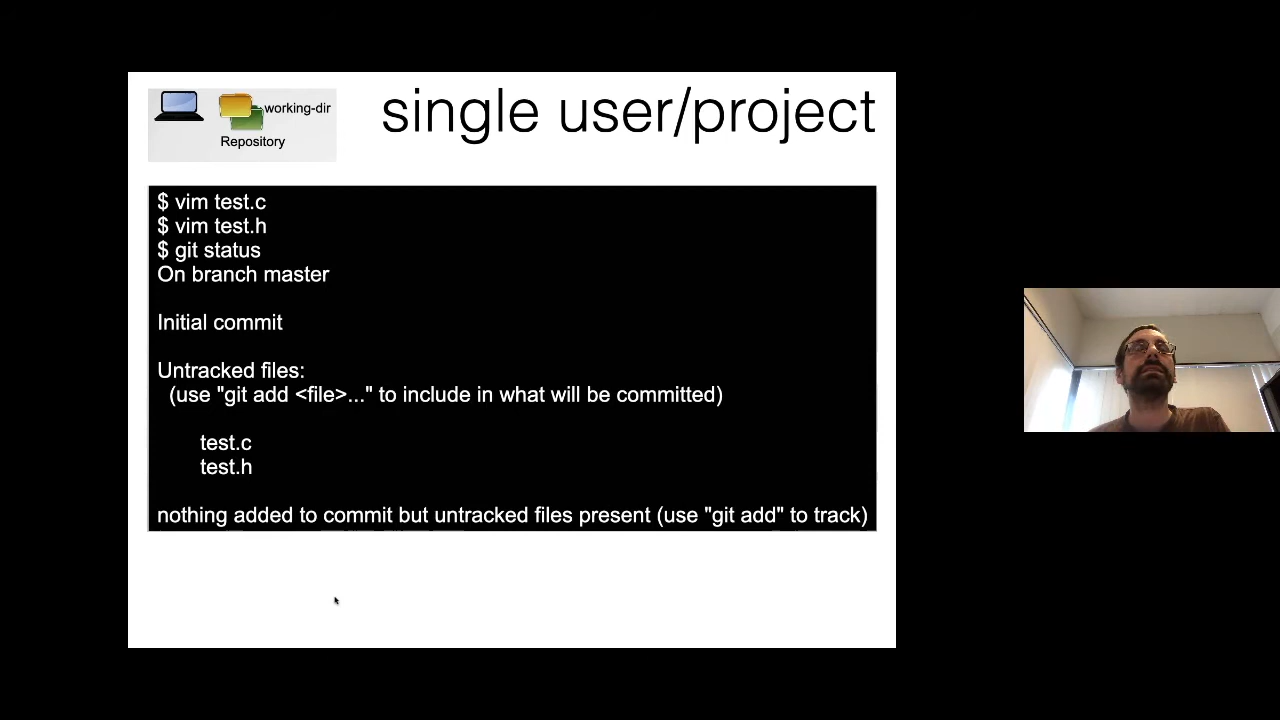 working-dir
Repository
single user/project
$ vim test.c
$ vim test.h
$ git status
On branch master
Initial commit
Untracked files:
(use "git add <file>..." to include in what will be committed)
test.c
test.h
nothing added to commit but untracked files present (use "git add" to track)